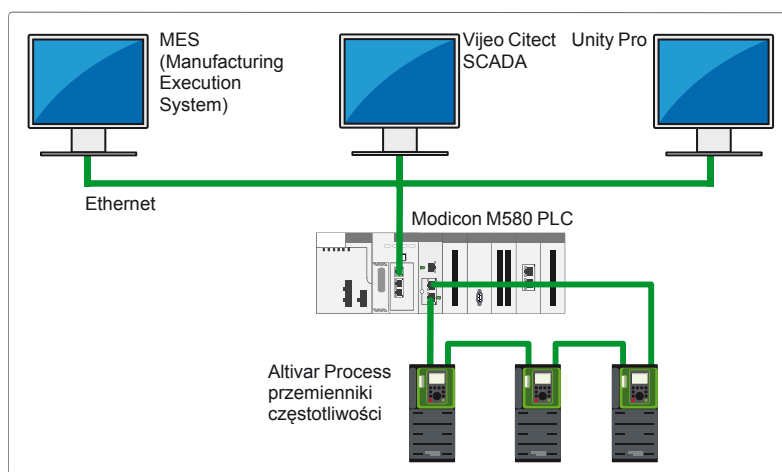 MES
(Manufacturing
Execution
System)
Vijeo Citect
SCADA
Unity Pro
Ethernet
Modicon M580 PLC
Altivar Process
przemienniki
częstotliwości